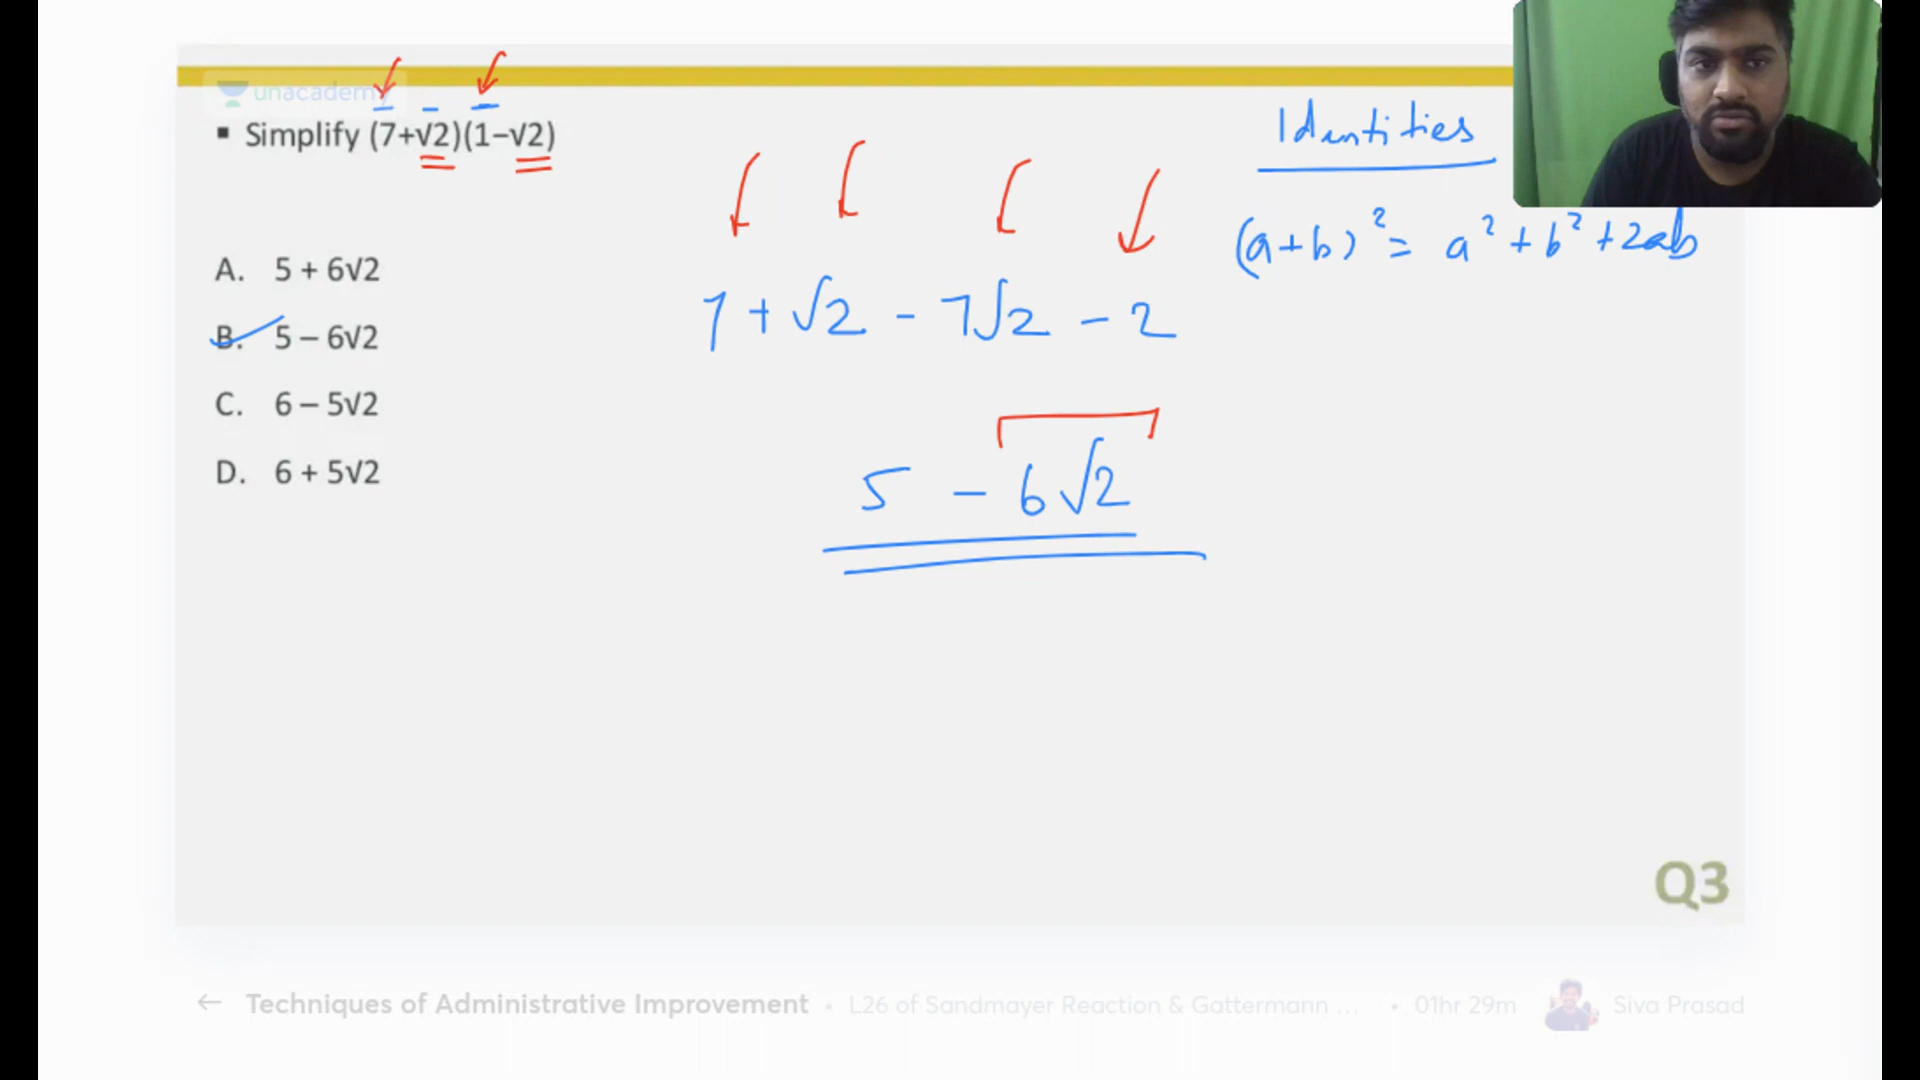 unacademy
▪ Simplify (7+√2)(1−√2)
Identities
(a+b)² = a² + b² + 2ab
A. 5 + 6√2
7 + √2 - 7√2 - 2
B. 5 – 6√2
C. 6 – 5√2
D. 6 + 5√2
5 - 6√2
Q3
← Techniques of Administrative Improvement • L26 of Sandmayer Reaction & Gattermann ... • 01hr 29m Siva Prasad